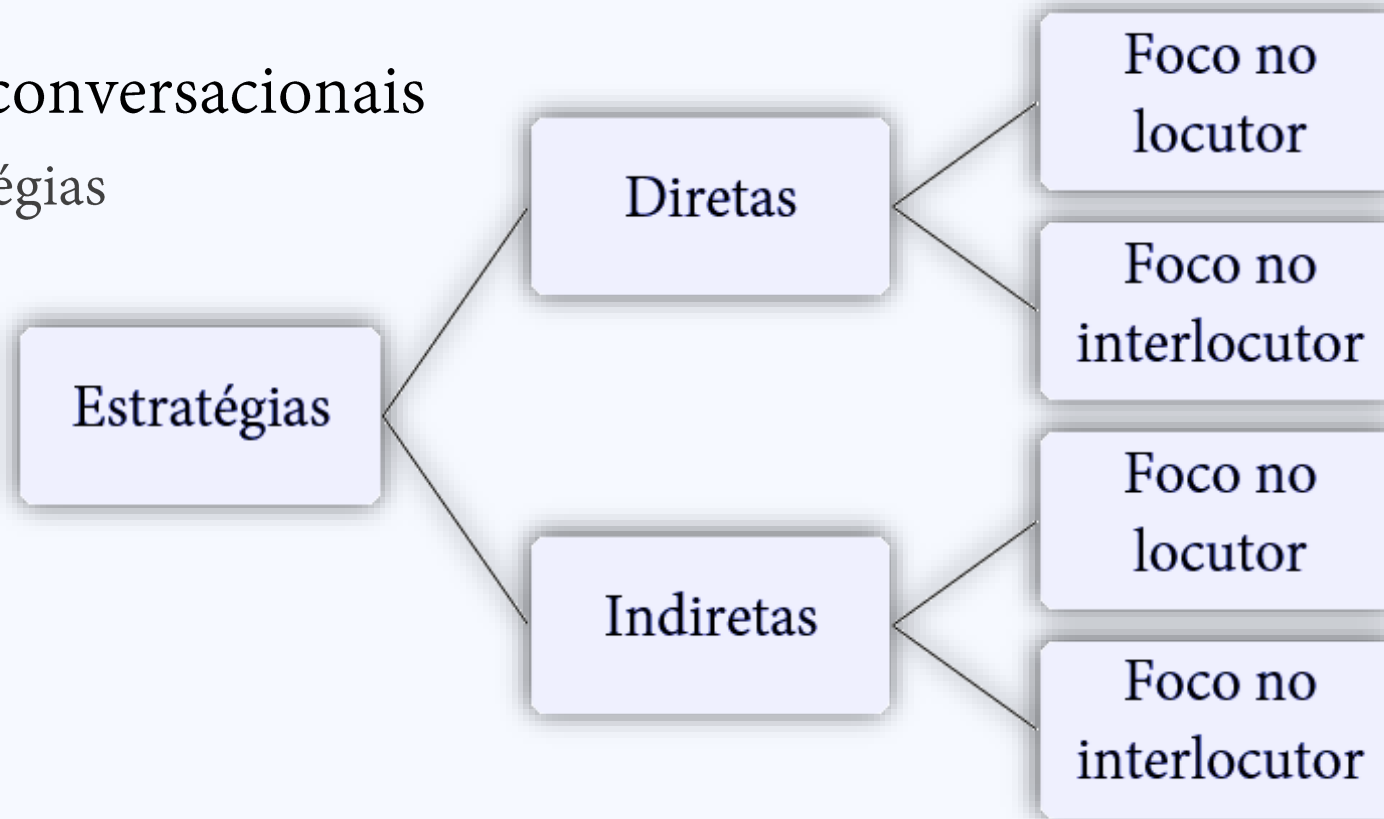 conversacionais
égias
Estratégias
Diretas
Indiretas
Foco no
locutor
Foco no
interlocutor
Foco no
locutor
Foco no
interlocutor